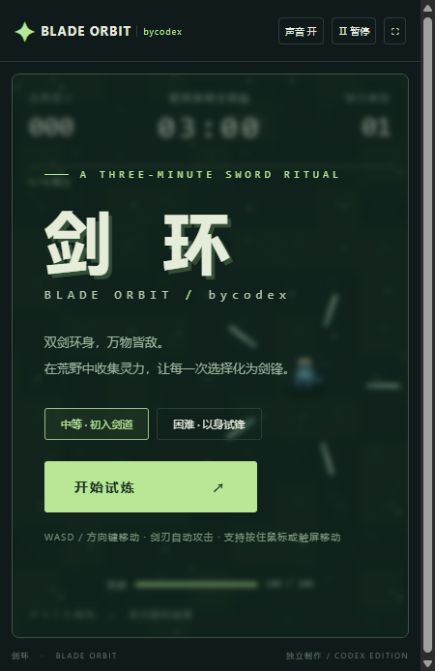 BLADE ORBIT bycodex 声音 开 II 暂停
000 03:00 01
A THREE-MINUTE SWORD RITUAL
剑 环
BLADE ORBIT / bycodex
双剑环身，万物皆敌。
在荒野中收集灵力，让每一次选择化为剑锋。
中等 · 初入剑道 困难 · 以身试锋
开始试炼 ↗
WASD / 方向键移动 · 剑刃自动攻击 · 支持按住鼠标或触屏移动
剑环 · BLADE ORBIT 独立制作 / CODEX EDITION